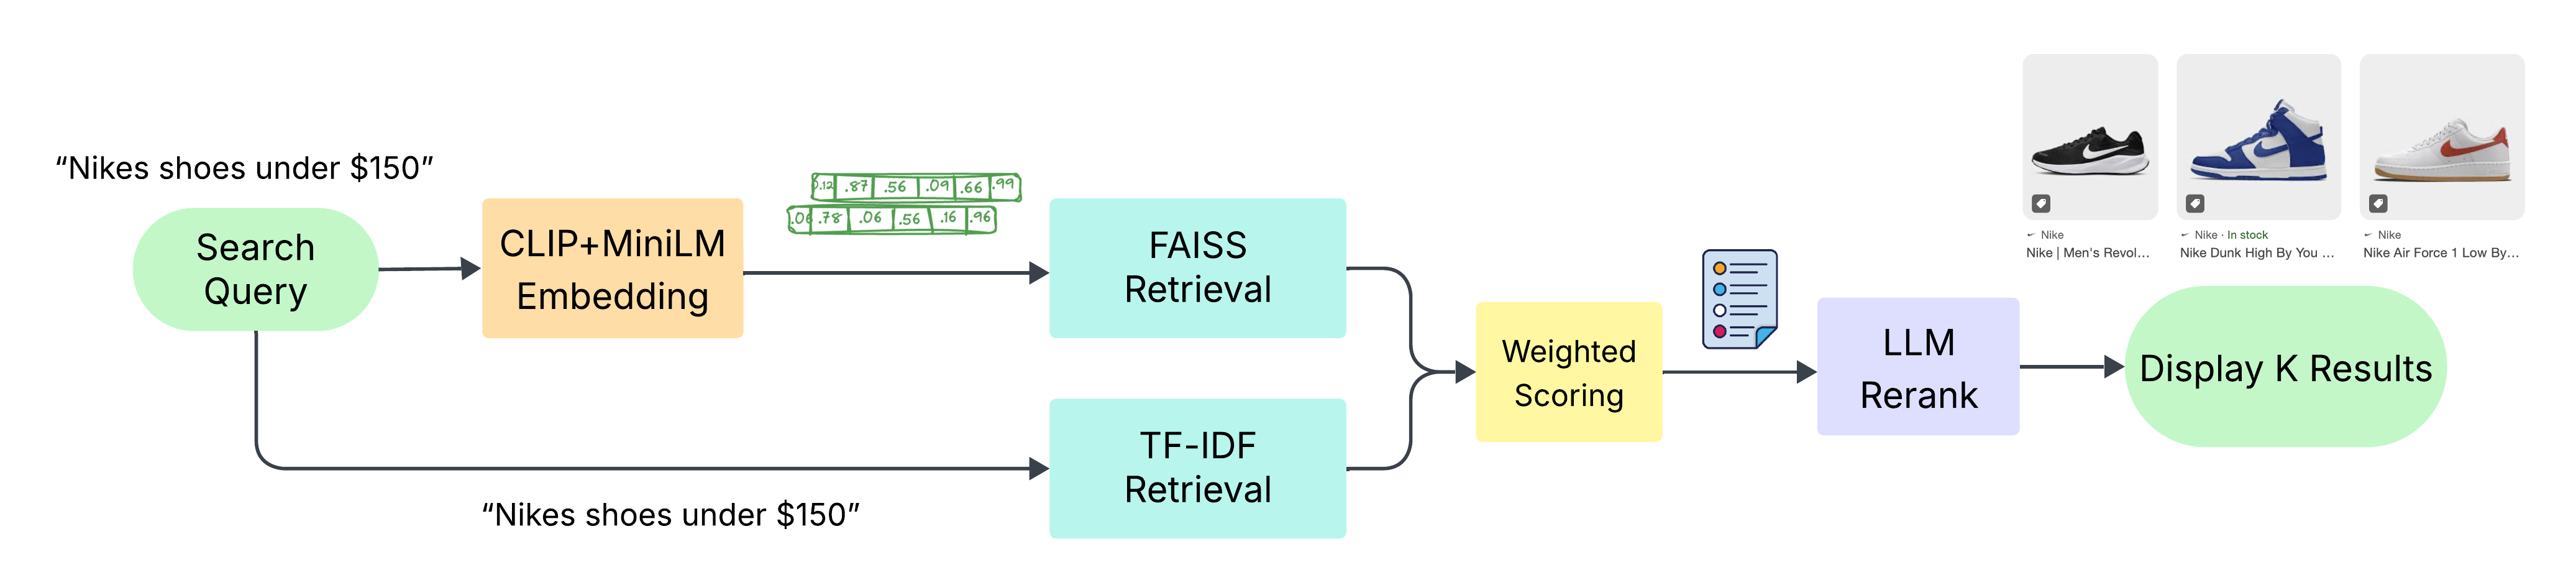 “Nikes shoes under $150”
Search
Query
CLIP+MiniLM
Embedding
.87 .56 .09 .66 .99
.06 .78 .06 .56 .16 .96
FAISS
Retrieval
“Nikes shoes under $150”
TF-IDF
Retrieval
Weighted
Scoring
LLM
Rerank
Nike
Nike | Men's Revol...
Nike · In stock
Nike Dunk High By You ...
Nike
Nike Air Force 1 Low By...
Display K Results